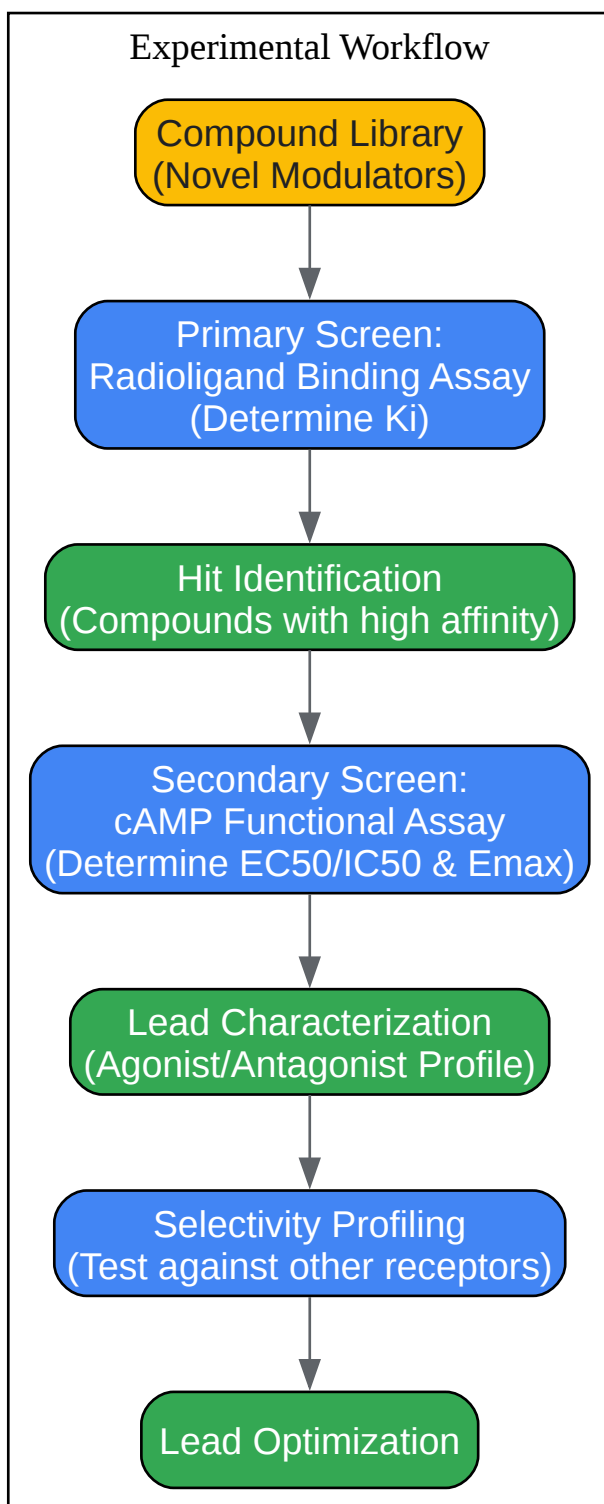 Experimental Workflow
Compound Library
(Novel Modulators)
Primary Screen:
Radioligand Binding Assay
(Determine Ki)
Hit Identification
(Compounds with high affinity)
Secondary Screen:
cAMP Functional Assay
(Determine EC50/IC50 & Emax)
Lead Characterization
(Agonist/Antagonist Profile)
Selectivity Profiling
(Test against other receptors)
Lead Optimization